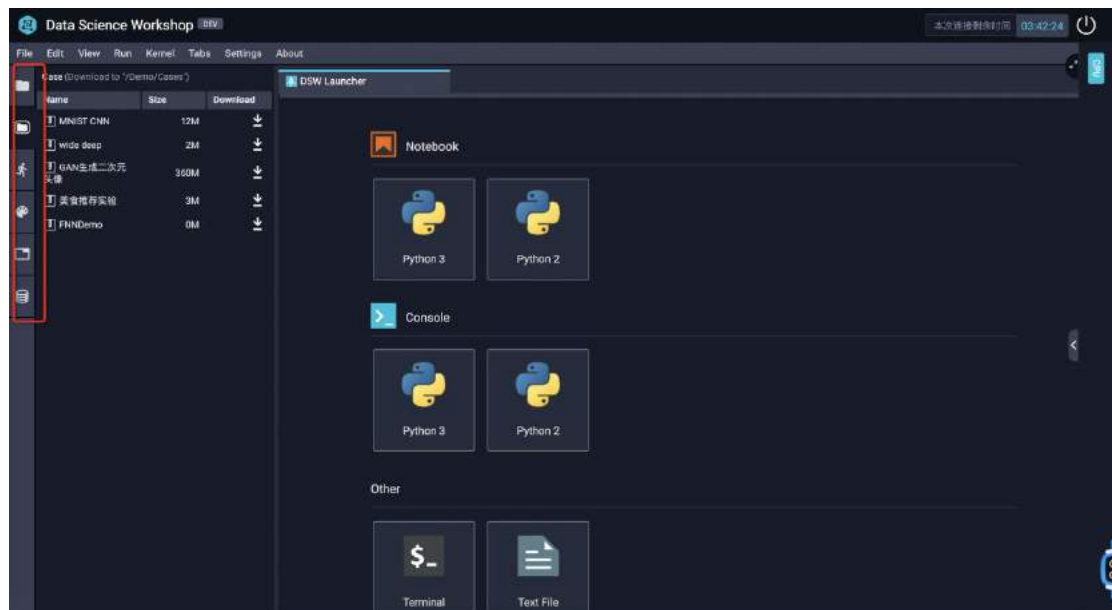 Data Science Workshop DEV
本次连接剩余时间 03:42:24
File Edit View Run Kernel Tabs Settings About
Case (Download to "/Demo/Cases")
DSW Launcher
CPU
Name Size Download
MNIST CNN 12M
wide deep 2M
GAN生成二次元
头像 360M
美食推荐实验 3M
FNNDemo 0M
Notebook
Python 3 Python 2
Console
Python 3 Python 2
Other
$_
Terminal Text File